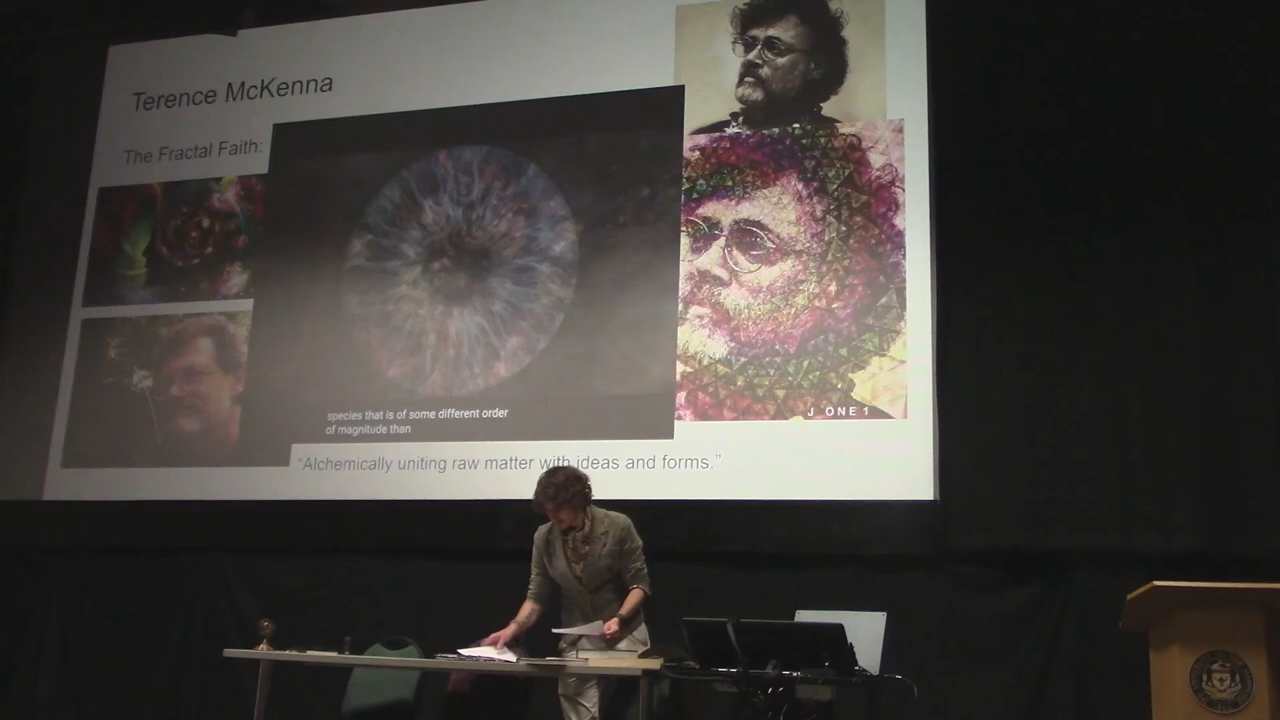 Terence McKenna
The Fractal Faith:
species that is of some different order
of magnitude than
J ONE 1
"Alchemically uniting raw matter with ideas and forms."